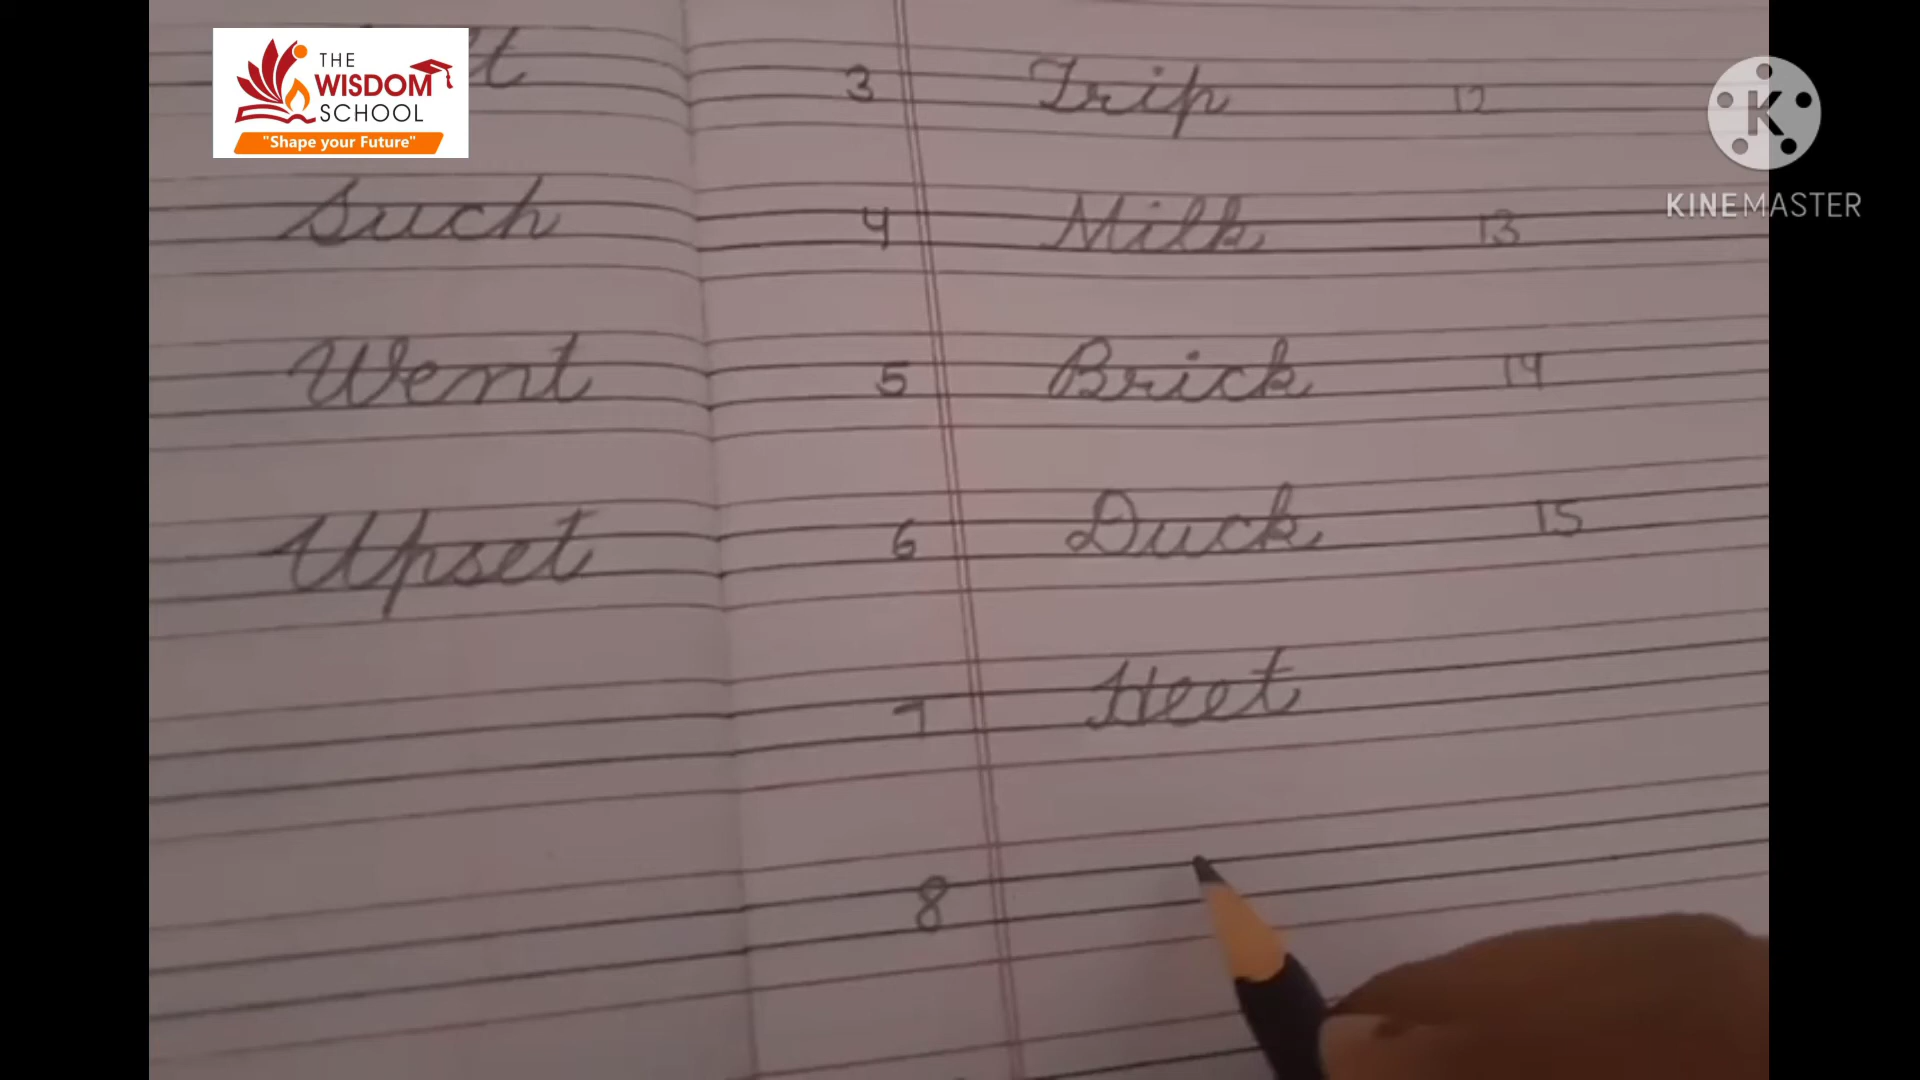 THE
WISDOM
SCHOOL
"Shape your Future"
KINEMASTER
3 Trip 12
Such 4 Milk 13
Went 5 Brick 14
Upset 6 Duck 15
7 Heet
8